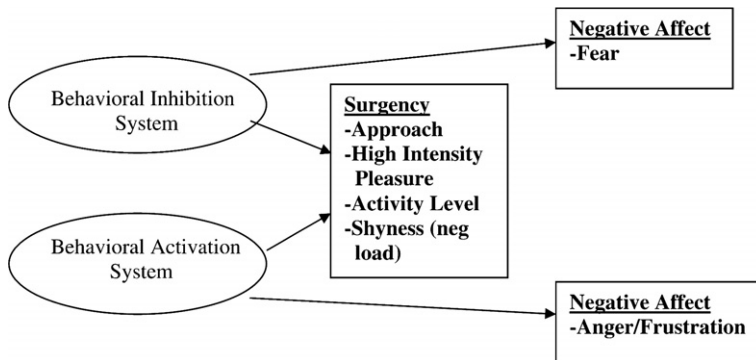 Negative Affect
-Fear
Behavioral Inhibition
System
Surgency
-Approach
-High Intensity
Pleasure
-Activity Level
-Shyness (neg
load)
Behavioral Activation
System
Negative Affect
-Anger/Frustration